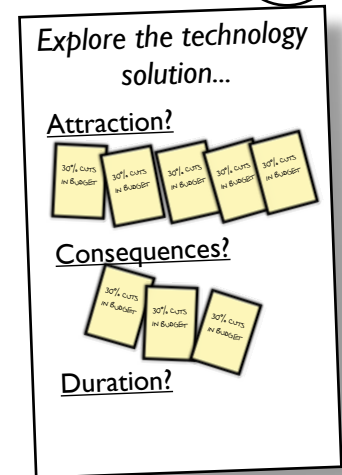 Explore the technology
solution...
Attraction?
30% CUTS
IN BUDGET
30% CUTS
IN BUDGET
30% CUTS
IN BUDGET
30% CUTS
IN BUDGET
30% CUTS
IN BUDGET
Consequences?
30% CUTS
IN BUDGET
30% CUTS
IN BUDGET
30% CUTS
IN BUDGET
Duration?